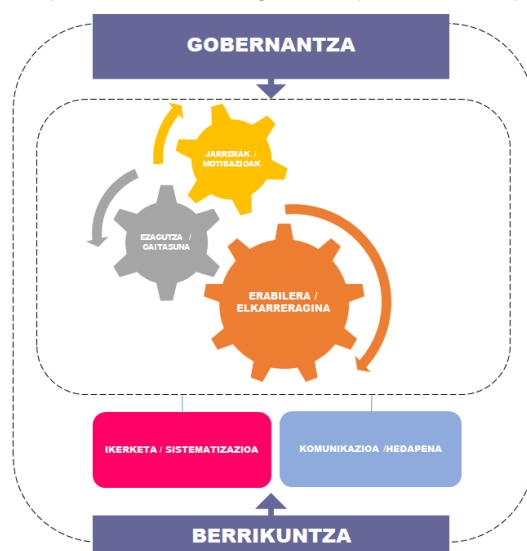 GOBERNANTZA
JARRERAK /
MOTIBAZIOAK
EZAGUTZA /
GAITASUNA
ERABILERA /
ELKARRERAGINA
IKERKETA / SISTEMATIZAZIOA
KOMUNIKAZIOA /HEDAPENA
BERRIKUNTZA